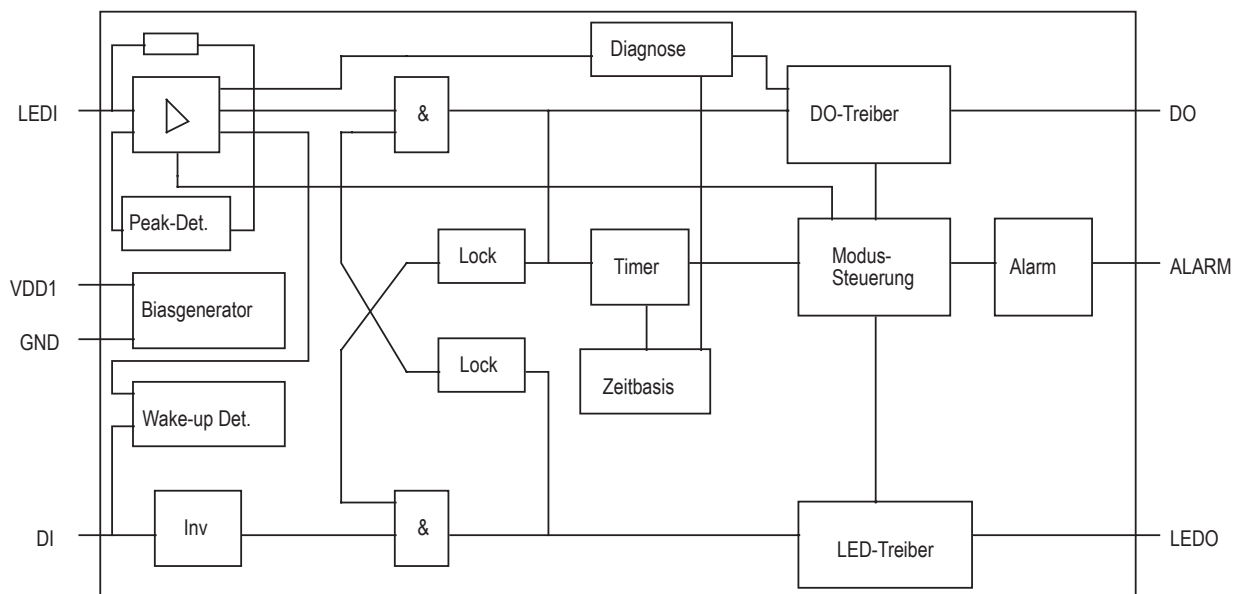 Diagnose
LEDI
&
DO-Treiber
DO
Peak-Det.
Lock
Timer
Modus-
Steuerung
Alarm
ALARM
VDD1
Biasgenerator
GND
Lock
Zeitbasis
Wake-up Det.
DI
Inv
&
LED-Treiber
LEDO